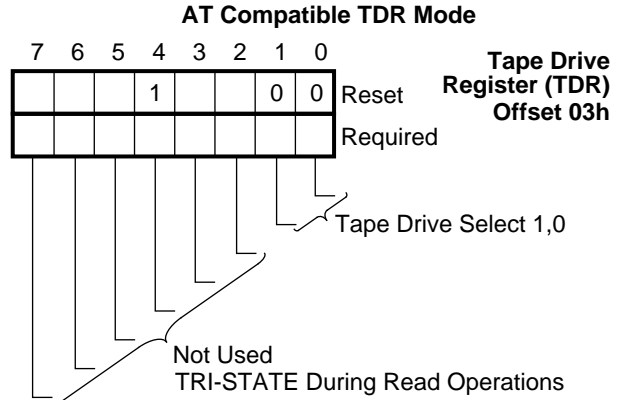 AT Compatible TDR Mode
7 6 5 4 3 2 1 0
Tape Drive
Register (TDR)
Offset 03h
1 0 0 Reset
Required
Tape Drive Select 1,0
Not Used
TRI-STATE During Read Operations